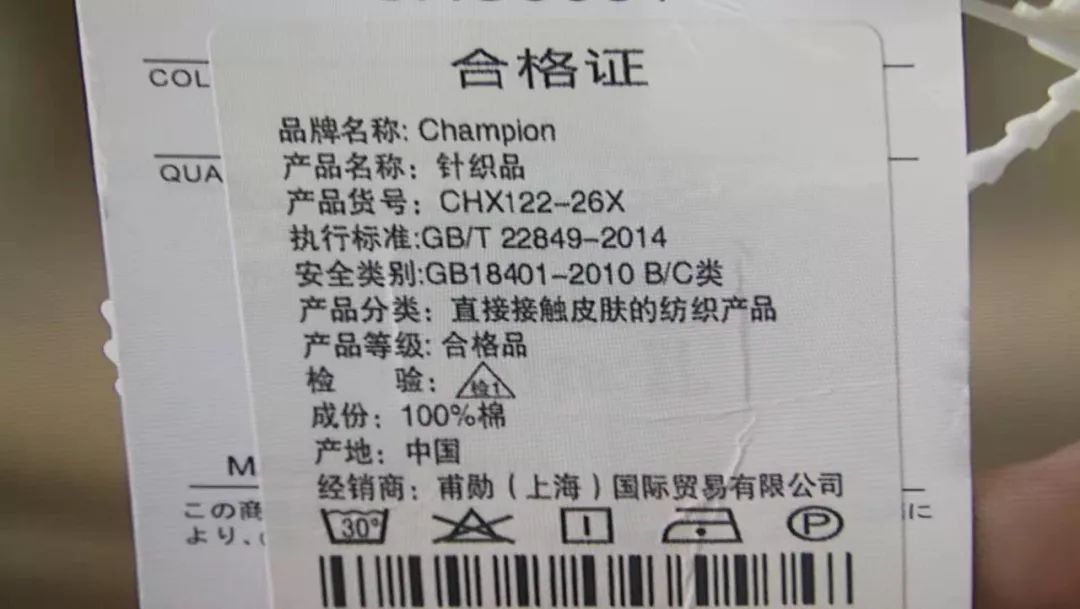 合格证
COL
品牌名称: Champion
产品名称：针织品
QUA
产品货号：CHX122-26X
执行标准:GB/T 22849-2014
安全类别:GB18401-2010 B/C类
产品分类：直接接触皮肤的纺织产品
产品等级: 合格品
检 验：检1
成份：100%棉
产地：中国
M
经销商：甫勋（上海）国际贸易有限公司
この商
に
より、
30°
P